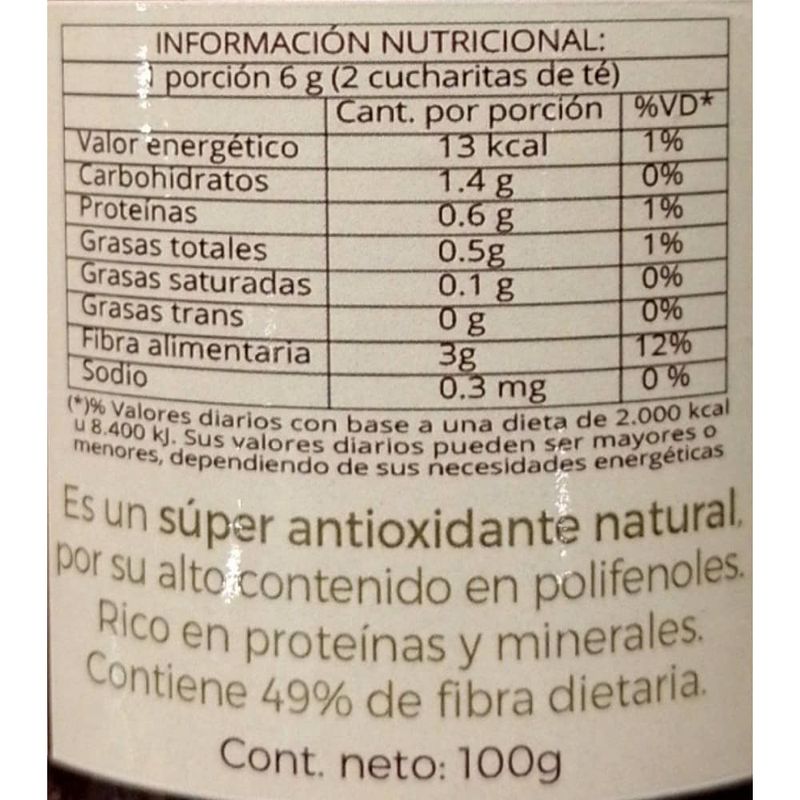 INFORMACIÓN NUTRICIONAL:
porción 6 g (2 cucharitas de té)
Cant. por porción %VD*
Valor energético 13 kcal 1%
Carbohidratos 1.4 g 0%
Proteínas 0.6 g 1%
Grasas totales 0.5g 1%
Grasas saturadas 0.1 g 0%
Grasas trans 0 g 0%
Fibra alimentaria 3g 12%
Sodio 0.3 mg 0 %
(*)% Valores diarios con base a una dieta de 2.000 kcal
u 8.400 kJ. Sus valores diarios pueden ser mayores o
menores, dependiendo de sus necesidades energéticas
Es un súper antioxidante natural,
por su alto contenido en polifenoles.
Rico en proteínas y minerales.
Contiene 49% de fibra dietaria.
Cont. neto: 100g